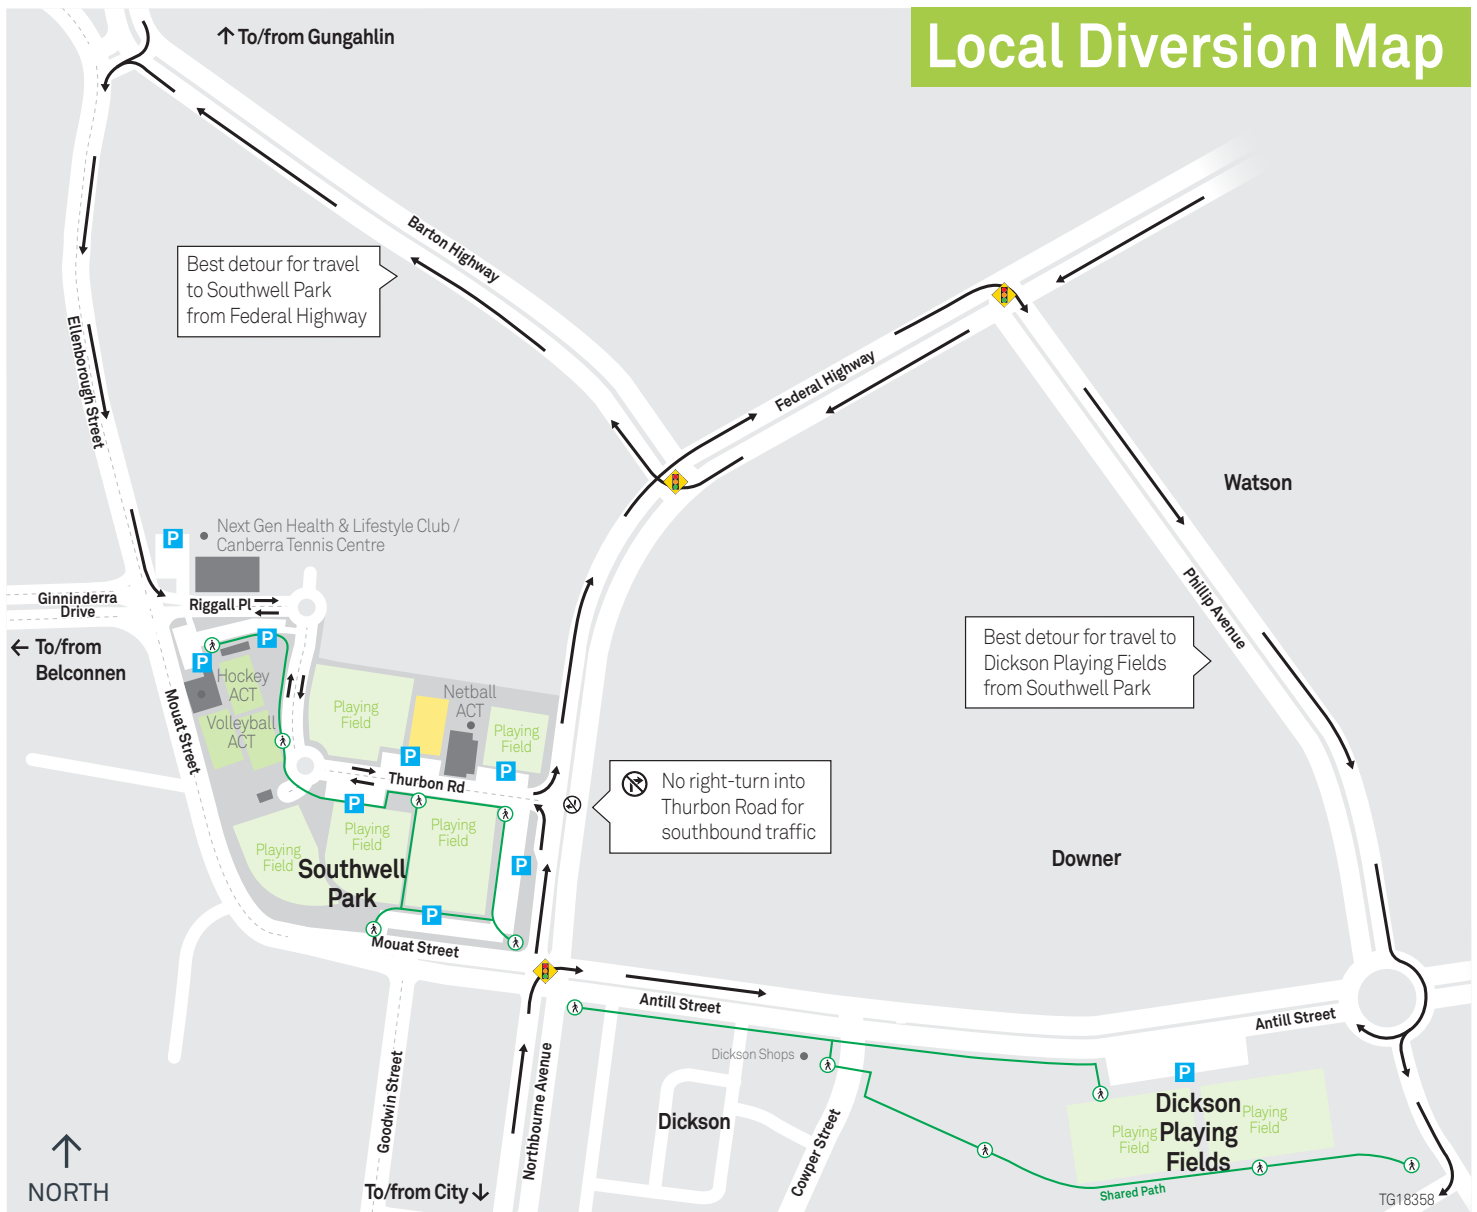 Local Diversion Map
↑ To/from Gungahlin
Barton Highway
Best detour for travel
to Southwell Park
from Federal Highway
Ellenborough Street
Federal Highway
Watson
P
Next Gen Health & Lifestyle Club /
Canberra Tennis Centre
Ginninderra
Drive
Riggall Pl
← To/from
Belconnen
P
P
Hockey
ACT
Volleyball
ACT
Mouat Street
Playing
Field
Netball
ACT
Playing
Field
P
P
Thurbon Rd
P
Phillip Avenue
Best detour for travel to
Dickson Playing Fields
from Southwell Park
No right-turn into
Thurbon Road for
southbound traffic
Playing
Field
Playing
Field
Playing
Field
Southwell
Park
P
P
Downer
Mouat Street
Antill Street
Antill Street
Dickson Shops
P
Goodwin Street
Northbourne Avenue
Dickson
Cowper Street
Dickson
Playing
Fields
Playing
Field
Playing
Field
Shared Path
NORTH
To/from City ↓
TG18358